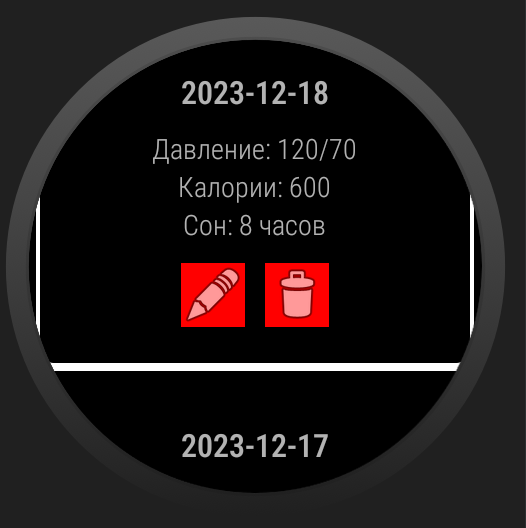 2023-12-18
Давление: 120/70
Калории: 600
Сон: 8 часов
2023-12-17